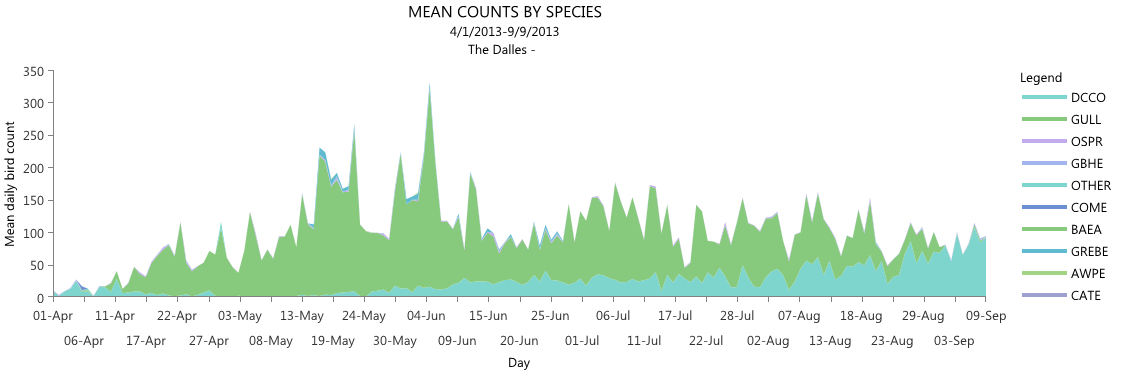 MEAN COUNTS BY SPECIES
4/1/2013-9/9/2013
The Dalles -
Mean daily bird count
350
300
250
200
150
100
50
0
01-Apr 11-Apr 22-Apr 03-May 13-May 24-May 04-Jun 15-Jun 25-Jun 06-Jul 17-Jul 28-Jul 07-Aug 18-Aug 29-Aug 09-Sep
06-Apr 17-Apr 27-Apr 08-May 19-May 30-May 09-Jun 20-Jun 01-Jul 11-Jul 22-Jul 02-Aug 13-Aug 23-Aug 03-Sep
Day
Legend
DCCO
GULL
OSPR
GBHE
OTHER
COME
BAEA
GREBE
AWPE
CATE